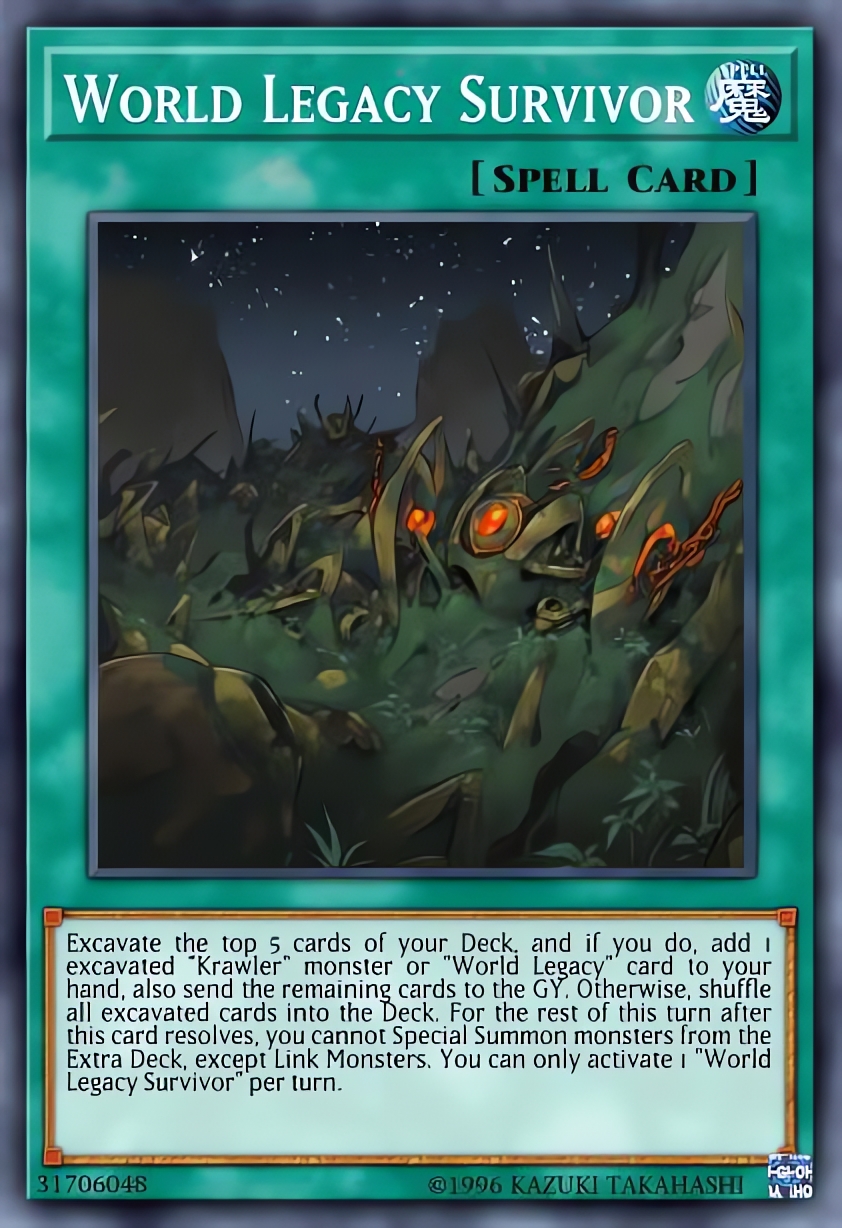 WORLD LEGACY SURVIVOR
魔
[SPELL CARD]
Excavate the top 5 cards of your Deck, and if you do, add 1
excavated "Krawler" monster or "World Legacy" card to your
hand, also send the remaining cards to the GY. Otherwise, shuffle
all excavated cards into the Deck. For the rest of this turn after
this card resolves, you cannot Special Summon monsters from the
Extra Deck, except Link Monsters. You can only activate 1 "World
Legacy Survivor" per turn.
31706048
©1996 KAZUKI TAKAHASHI